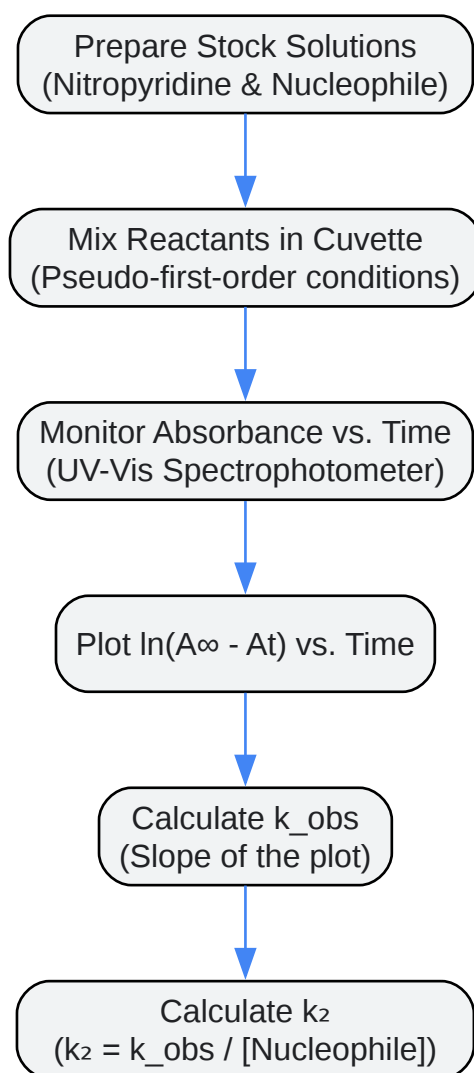 Prepare Stock Solutions
(Nitropyridine & Nucleophile)
Mix Reactants in Cuvette
(Pseudo-first-order conditions)
Monitor Absorbance vs. Time
(UV-Vis Spectrophotometer)
Plot ln(A∞ - At) vs. Time
Calculate k_obs
(Slope of the plot)
Calculate k₂
(k₂ = k_obs / [Nucleophile])